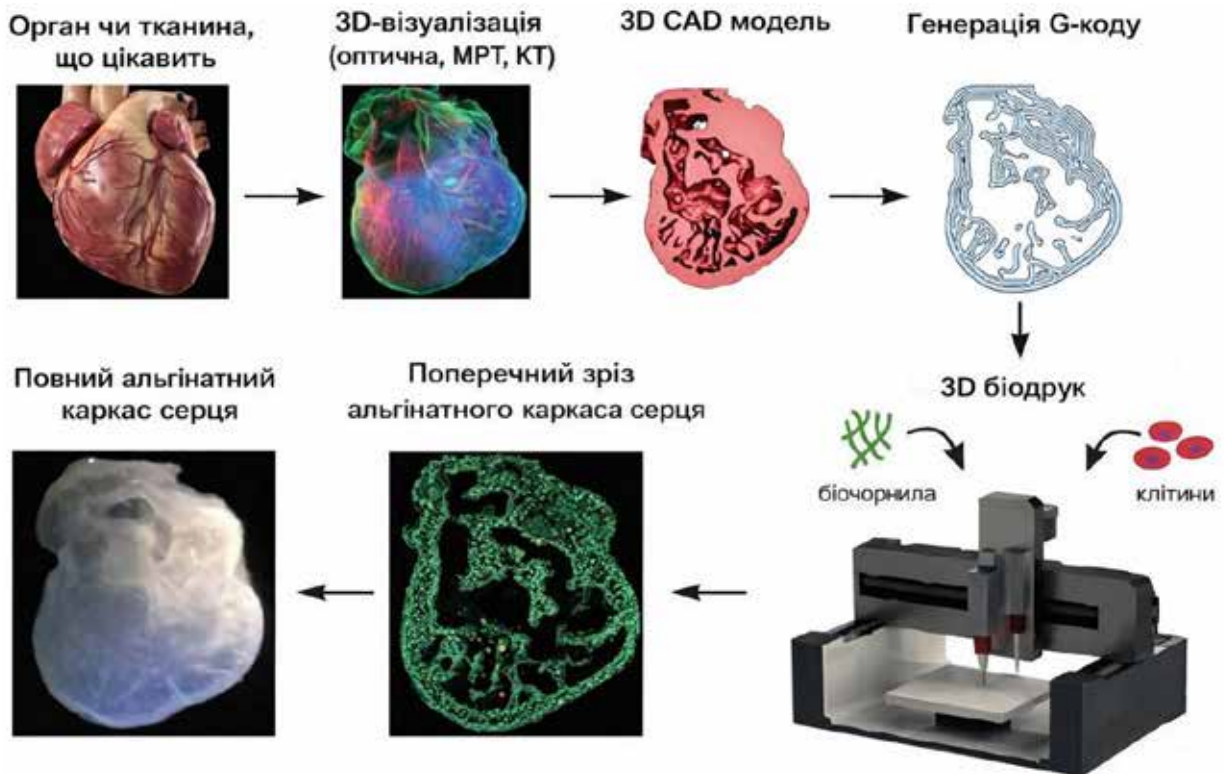 Орган чи тканина,
що цікавить
3D-візуалізація
(оптична, МРТ, КТ)
3D CAD модель
Генерація G-коду
3D біодрук
біочорнила
клітини
Поперечний зріз
альгінатного каркаса серця
Повний альгінатний
каркас серця